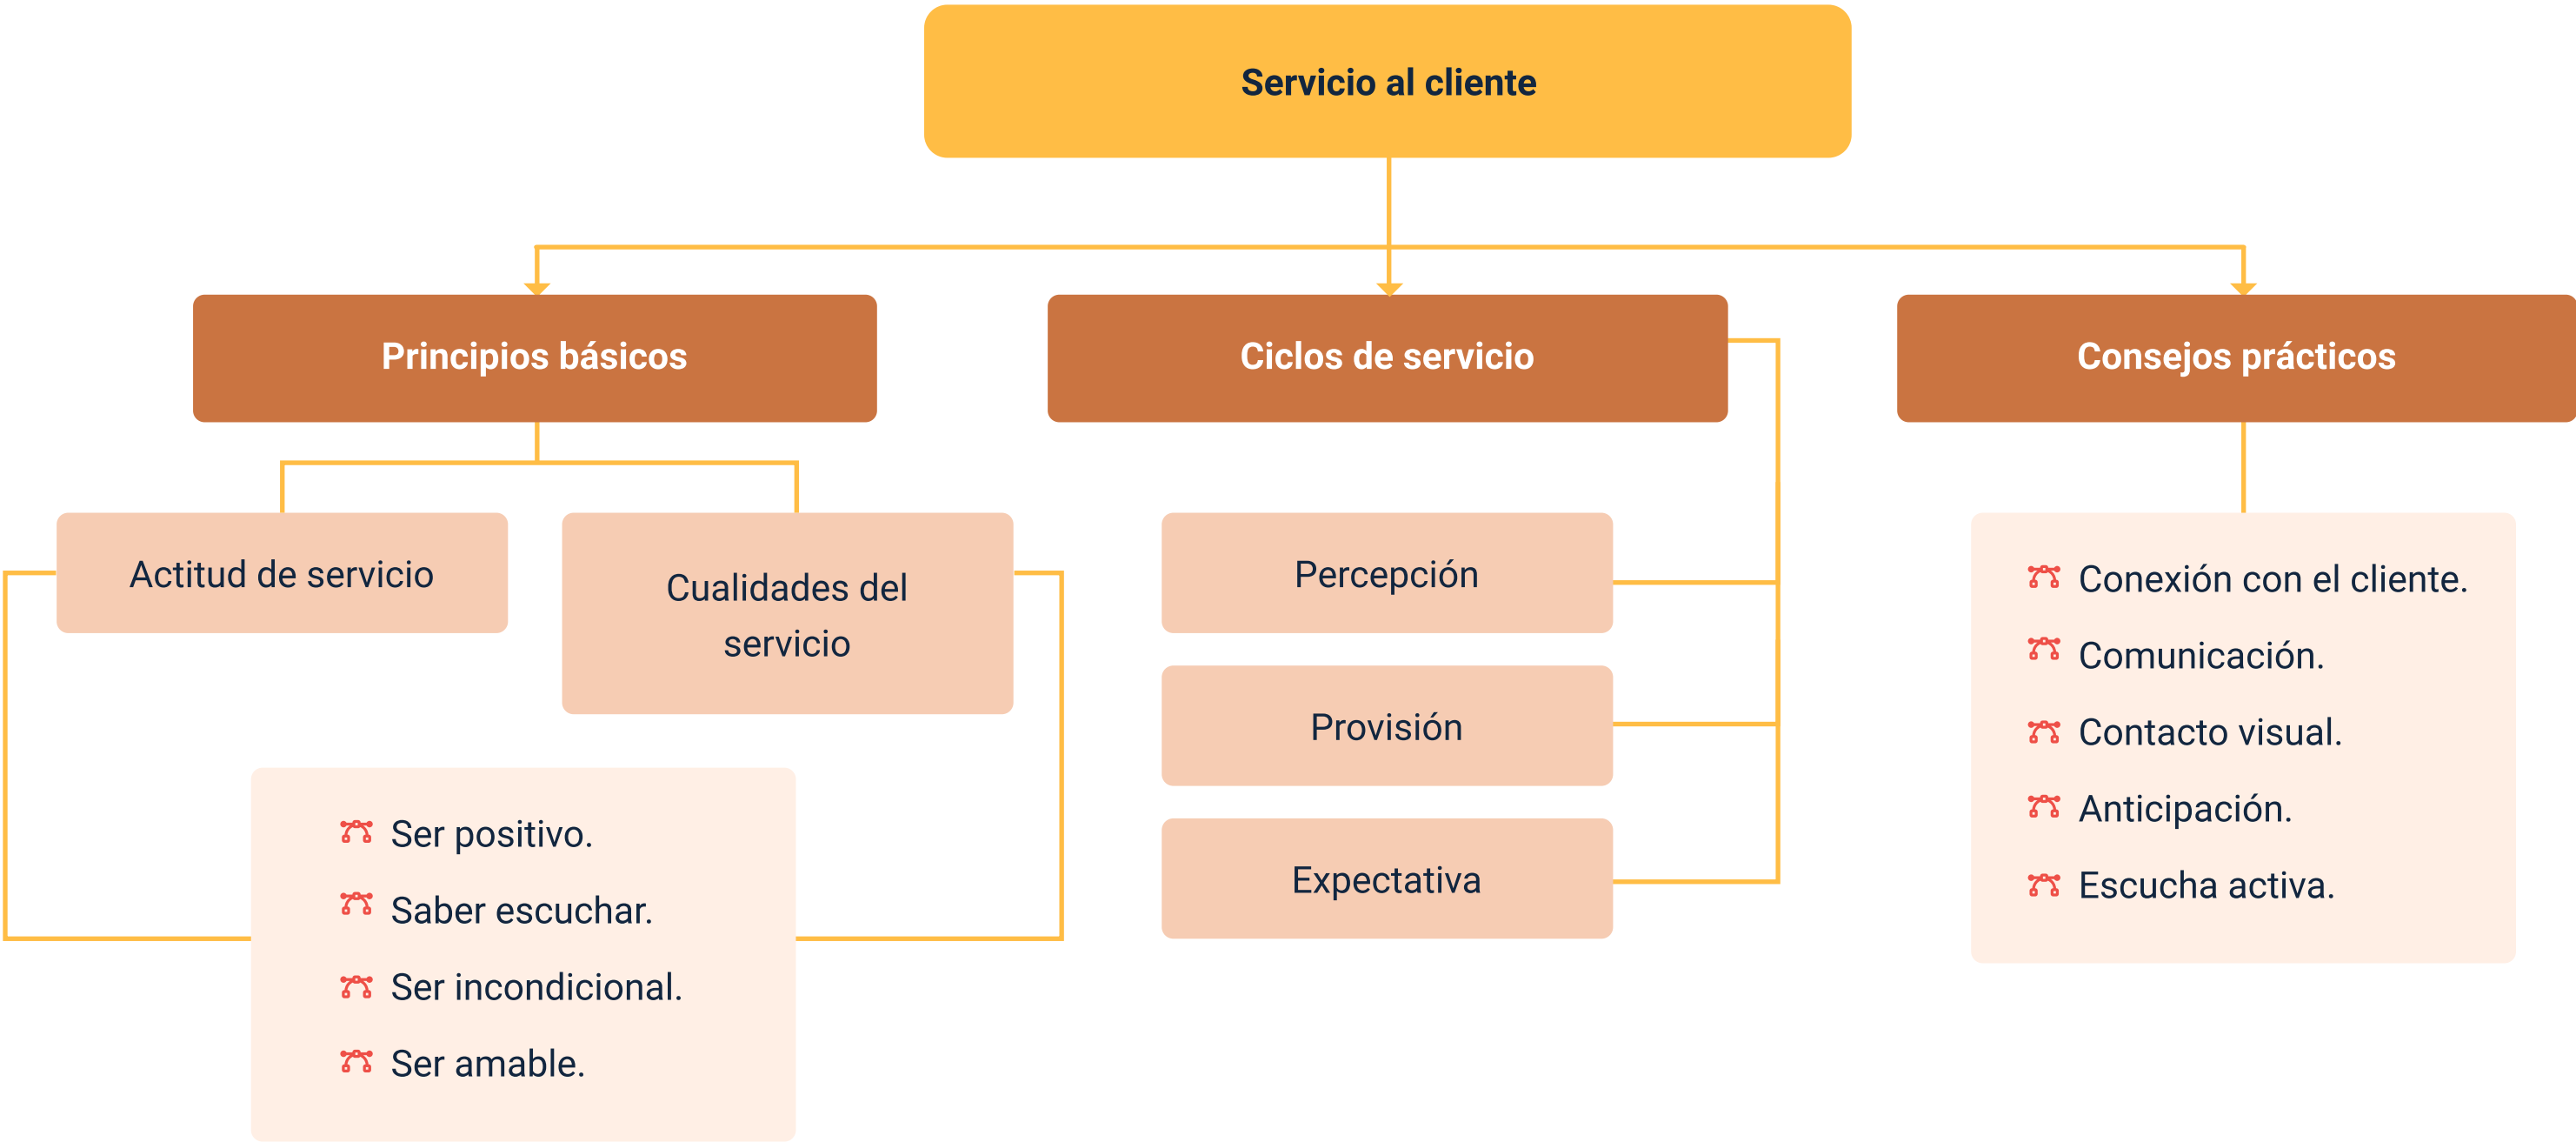 Servicio al cliente
Principios básicos
Ciclos de servicio
Consejos prácticos
Actitud de servicio
Cualidades del
servicio
Ser positivo.
Saber escuchar.
Ser incondicional.
Ser amable.
Percepción
Provisión
Expectativa
Conexión con el cliente.
Comunicación.
Contacto visual.
Anticipación.
Escucha activa.